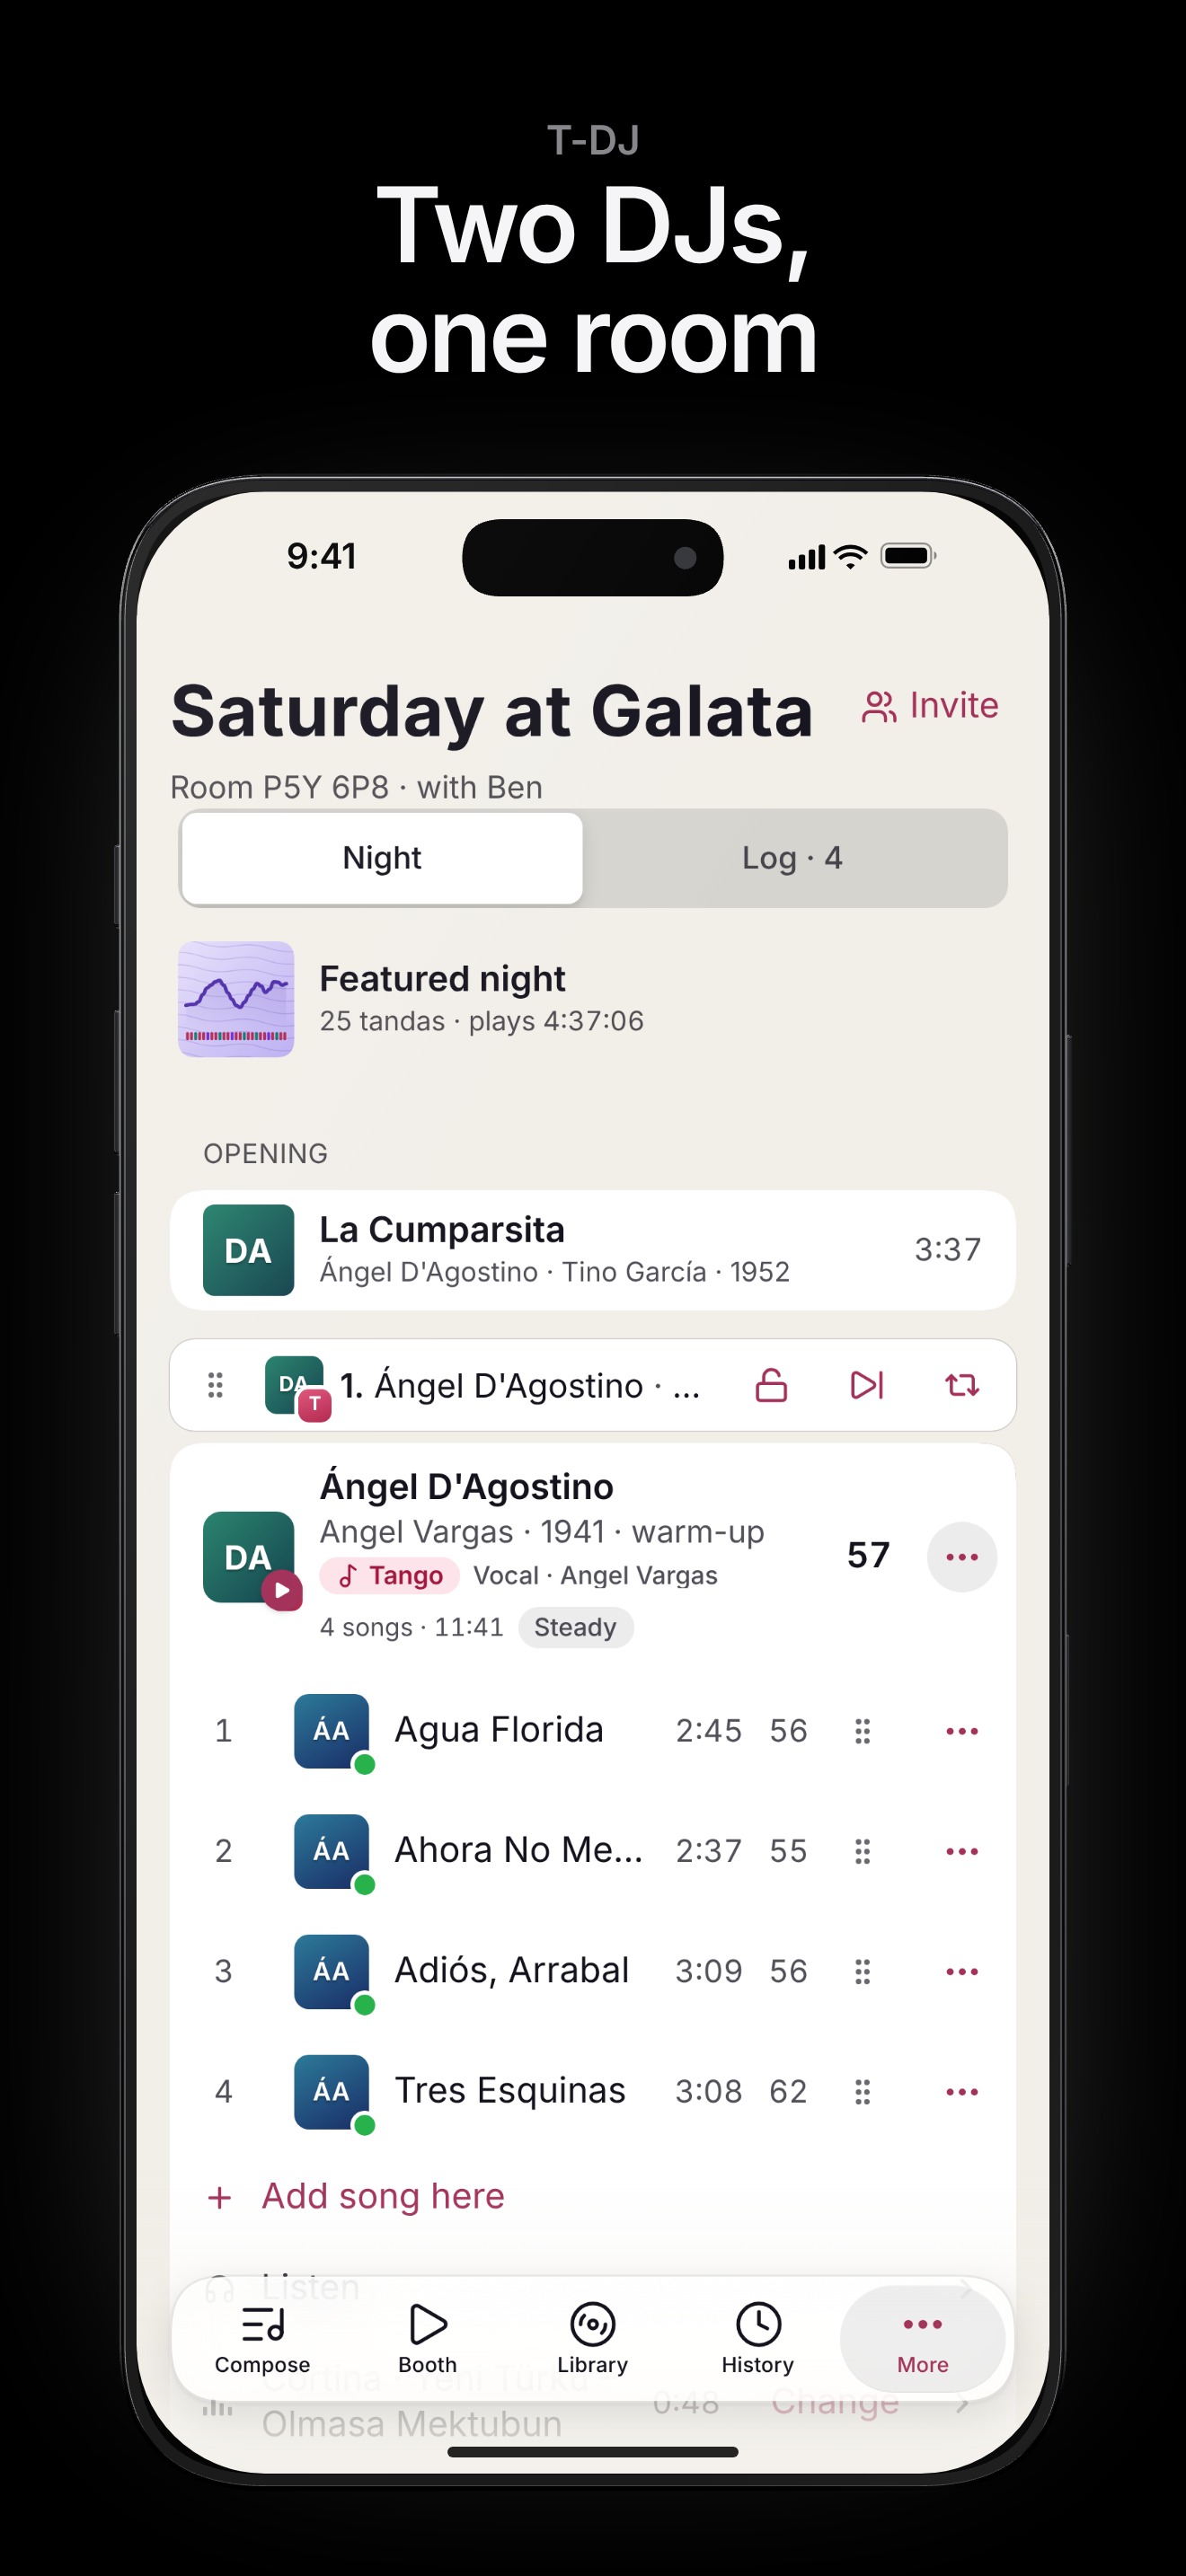 T-DJ
Two DJs,
one room
9:41
Saturday at Galata
Invite
Room P5Y 6P8 · with Ben
Night
Log · 4
Featured night
25 tandas · plays 4:37:06
OPENING
DA
La Cumparsita
Ángel D'Agostino · Tino García · 1952
3:37
DA
T
1. Ángel D'Agostino · ...
DA
Ángel D'Agostino
Angel Vargas · 1941 · warm-up
57
Tango
Vocal · Angel Vargas
4 songs · 11:41
Steady
1 ÁA Agua Florida 2:45 56
2 ÁA Ahora No Me... 2:37 55
3 ÁA Adiós, Arrabal 3:09 56
4 ÁA Tres Esquinas 3:08 62
+ Add song here
Listen
Compose
Booth
Library
History
More
Cortina · Yeni Türkü
Olmasa Mektubun
0:48
Change